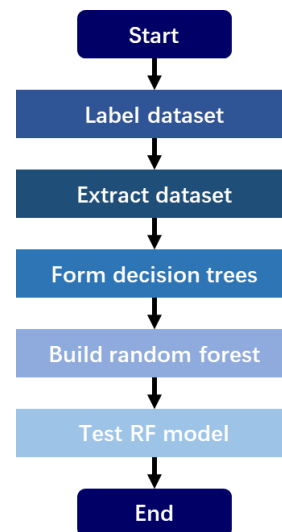 Start
Label dataset
Extract dataset
Form decision trees
Build random forest
Test RF model
End